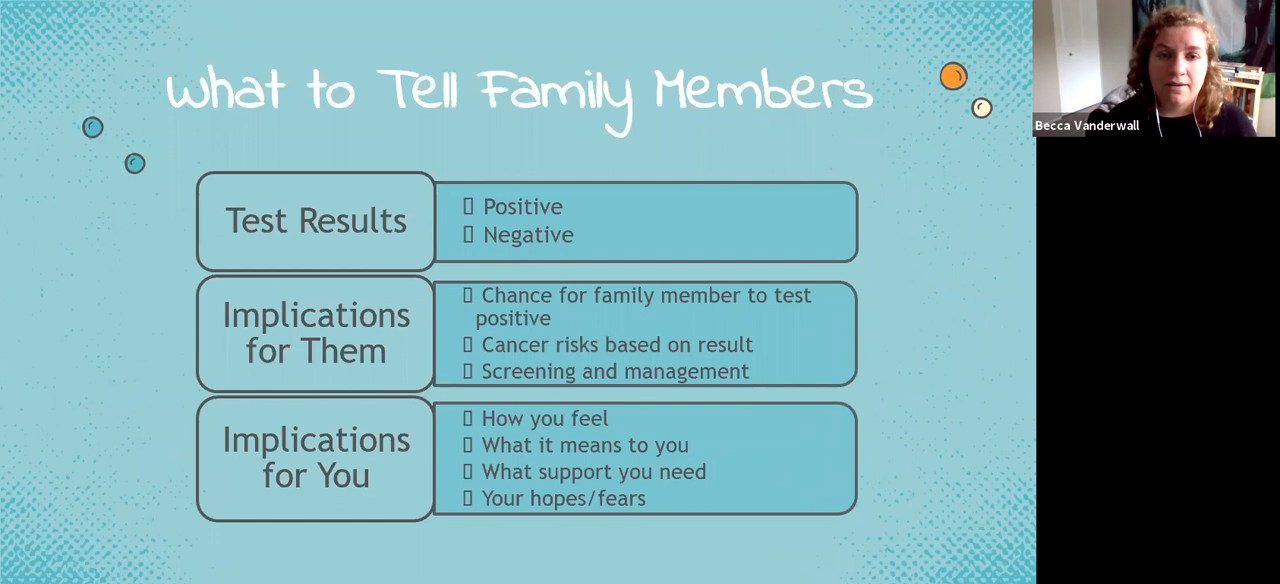 What to Tell Family Members
Becca Vanderwall
Test Results
Positive
Negative
Implications
for Them
Chance for family member to test
positive
Cancer risks based on result
Screening and management
Implications
for You
How you feel
What it means to you
What support you need
Your hopes/fears